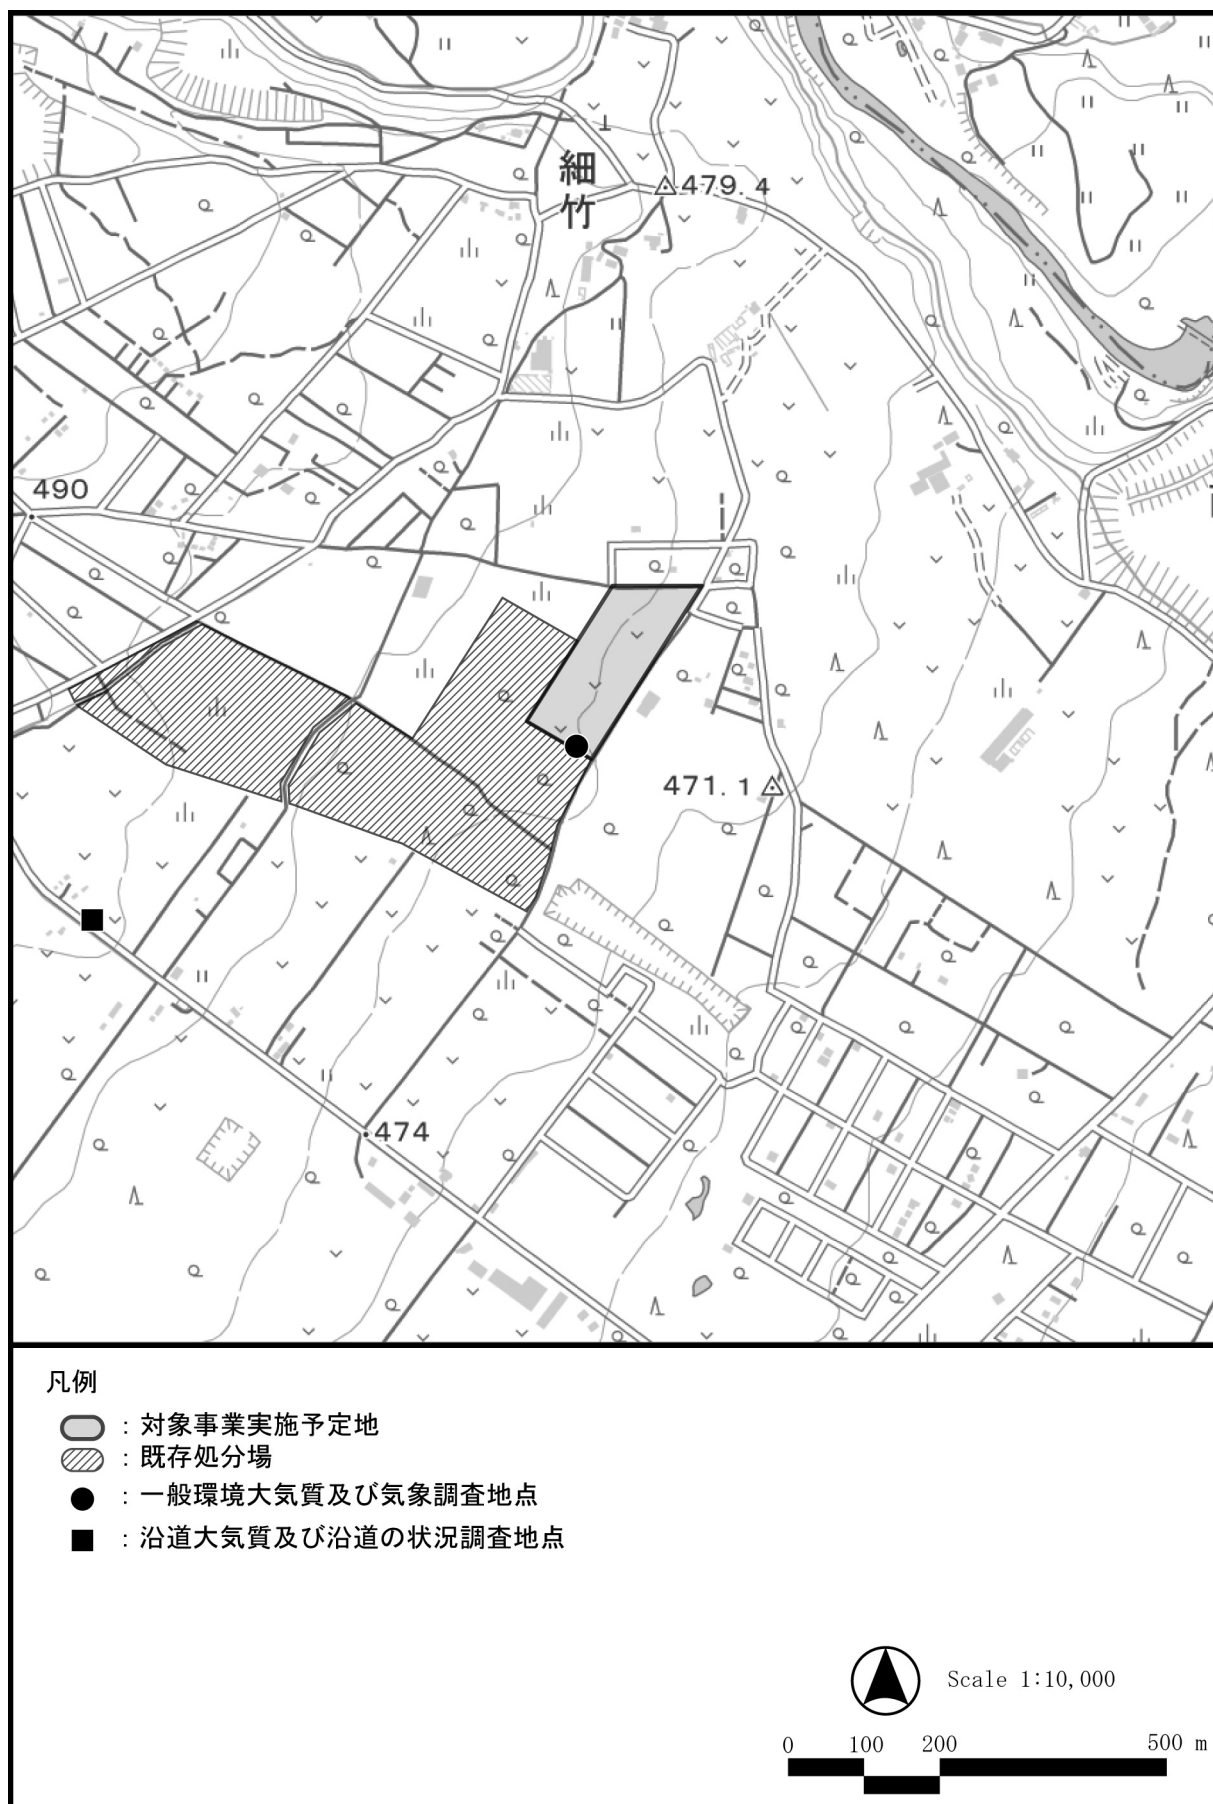 細竹
479.4
490
471.1
474
凡例
：対象事業実施予定地
：既存処分場
：一般環境大気質及び気象調査地点
：沿道大気質及び沿道の状況調査地点
Scale 1:10,000
0 100 200 500 m